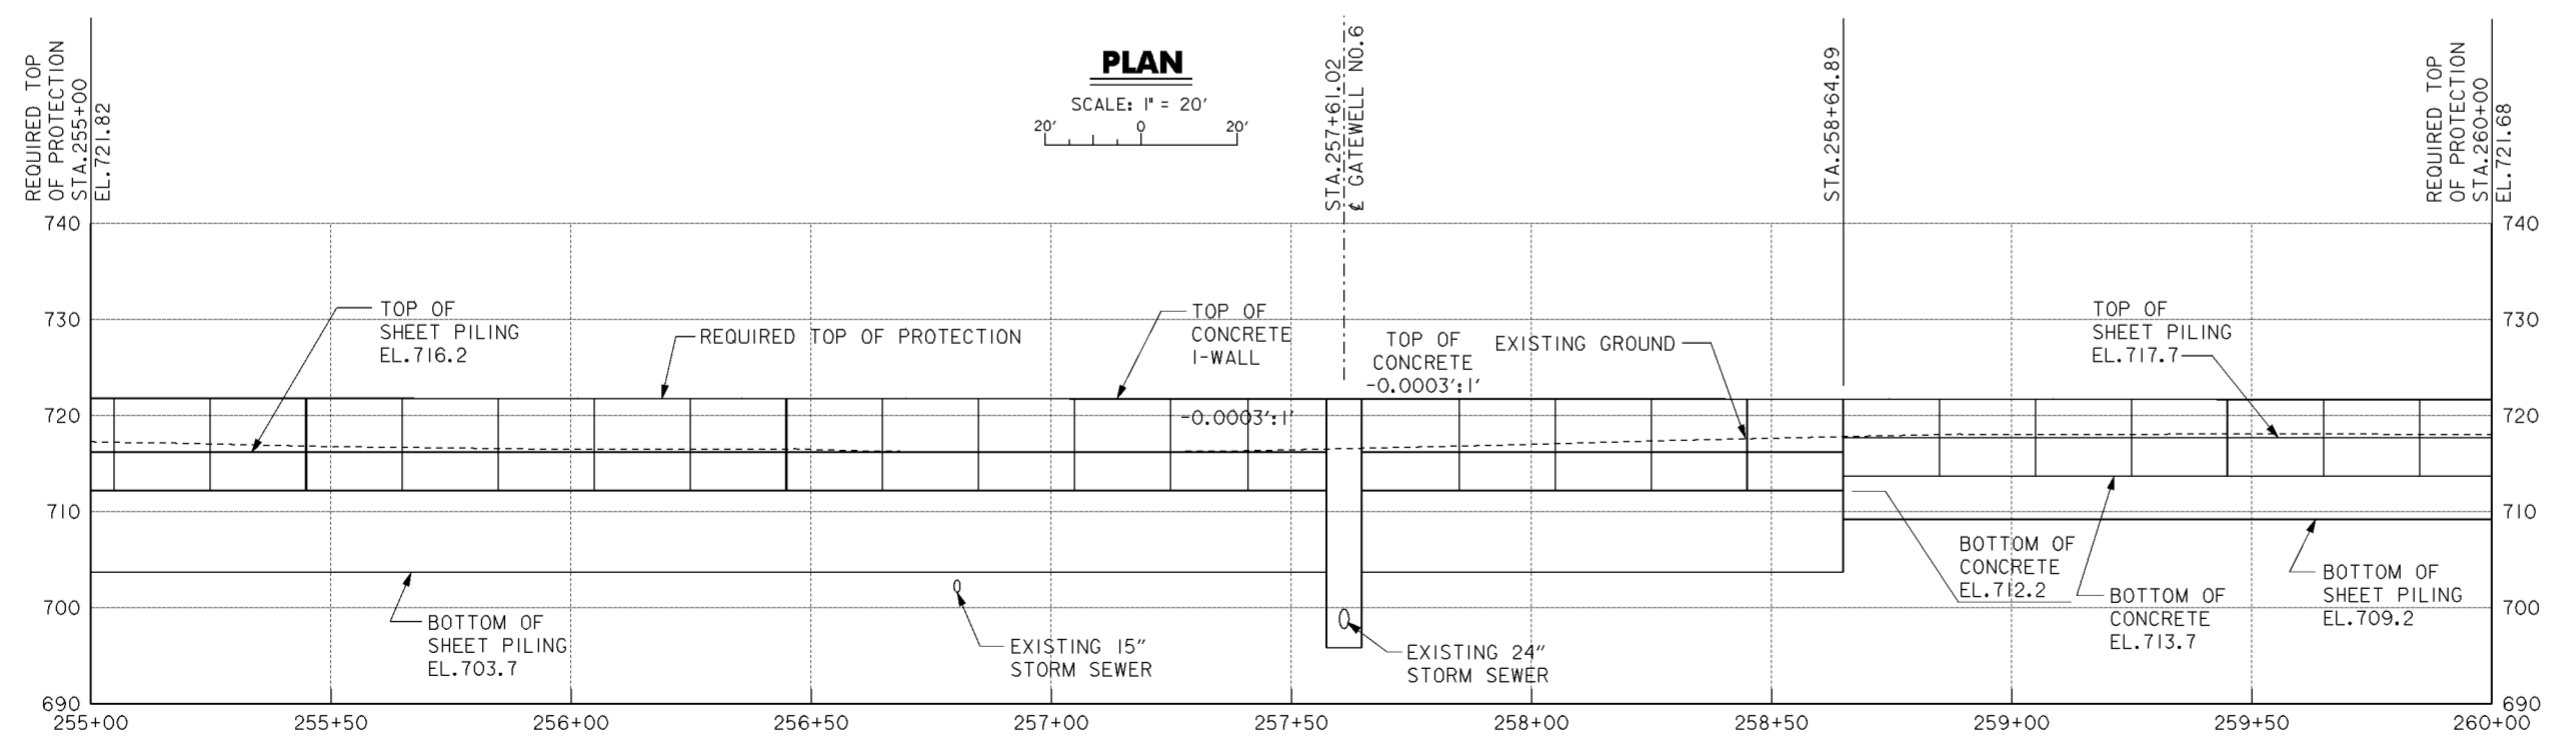 REQUIRED TOP
OF PROTECTION
STA.255+00
EL.721.82
PLAN
SCALE: 1" = 20'
20' 0 20'
STA.257+61.02
℄ GATEWELL NO.6
STA.258+64.89
REQUIRED TOP
OF PROTECTION
STA.260+00
EL.721.68
740
740
730
730
720
720
710
710
700
700
690
690
TOP OF
SHEET PILING
EL.716.2
REQUIRED TOP OF PROTECTION
TOP OF
CONCRETE
I-WALL
-0.0003':1'
TOP OF
CONCRETE
-0.0003':1'
EXISTING GROUND
TOP OF
SHEET PILING
EL.717.7
BOTTOM OF
SHEET PILING
EL.703.7
EXISTING 15"
STORM SEWER
EXISTING 24"
STORM SEWER
BOTTOM OF
CONCRETE
EL.712.2
BOTTOM OF
CONCRETE
EL.713.7
BOTTOM OF
SHEET PILING
EL.709.2
255+00 255+50 256+00 256+50 257+00 257+50 258+00 258+50 259+00 259+50 260+00